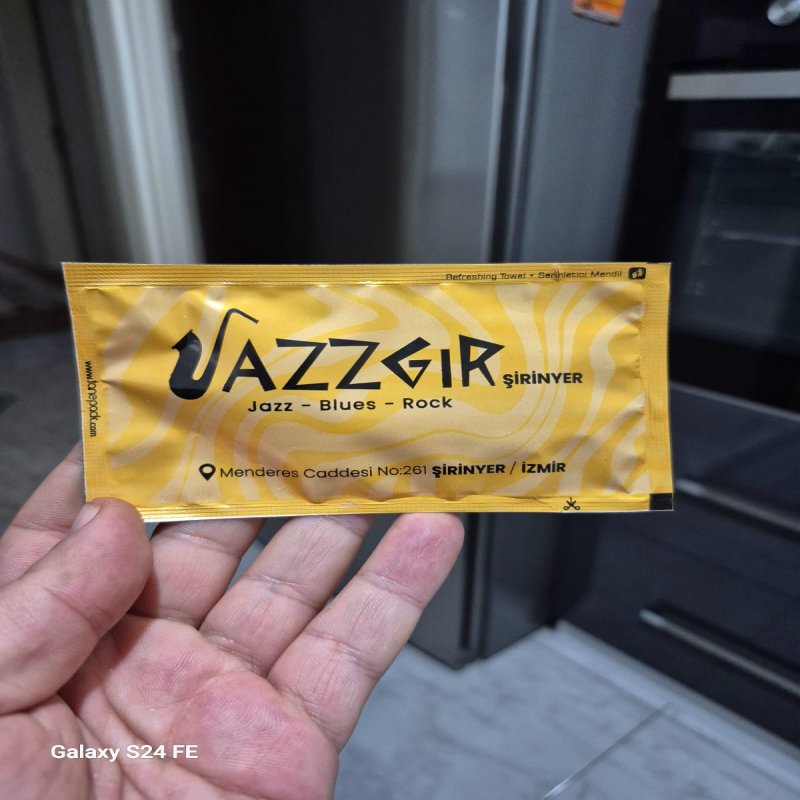 Refreshing Towel • Serinletici Mendil
JAZZGIR ŞİRİNYER
Jazz - Blues - Rock
Menderes Caddesi No:261 ŞİRİNYER / İZMİR
www.tanepack.com
Galaxy S24 FE